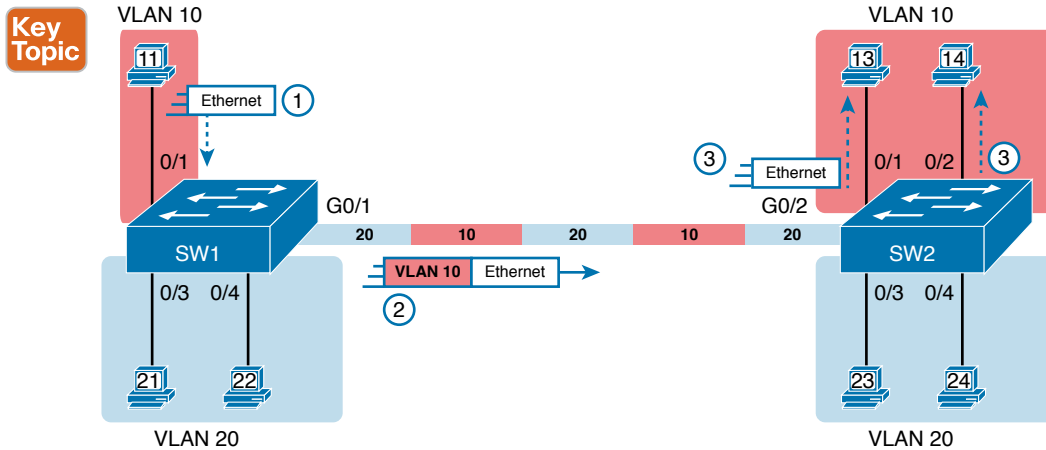 Key
Topic
VLAN 10
VLAN 10
11
13
14
Ethernet
1
3
Ethernet
3
0/1
0/1
0/2
G0/1
G0/2
20
10
20
10
20
SW1
SW2
VLAN 10
Ethernet
2
0/3
0/4
0/3
0/4
21
22
23
24
VLAN 20
VLAN 20